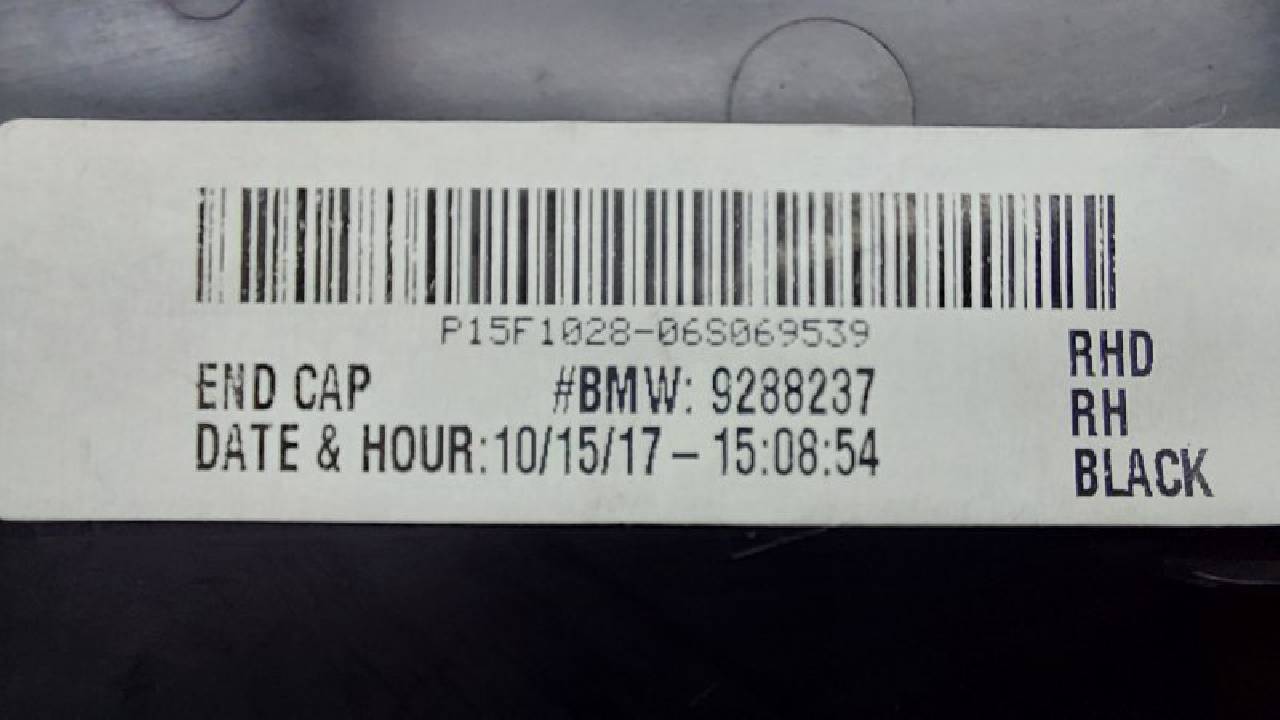 P15F1028-06S069539
END CAP #BMW: 9288237
DATE & HOUR:10/15/17 – 15:08:54
RHD
RH
BLACK